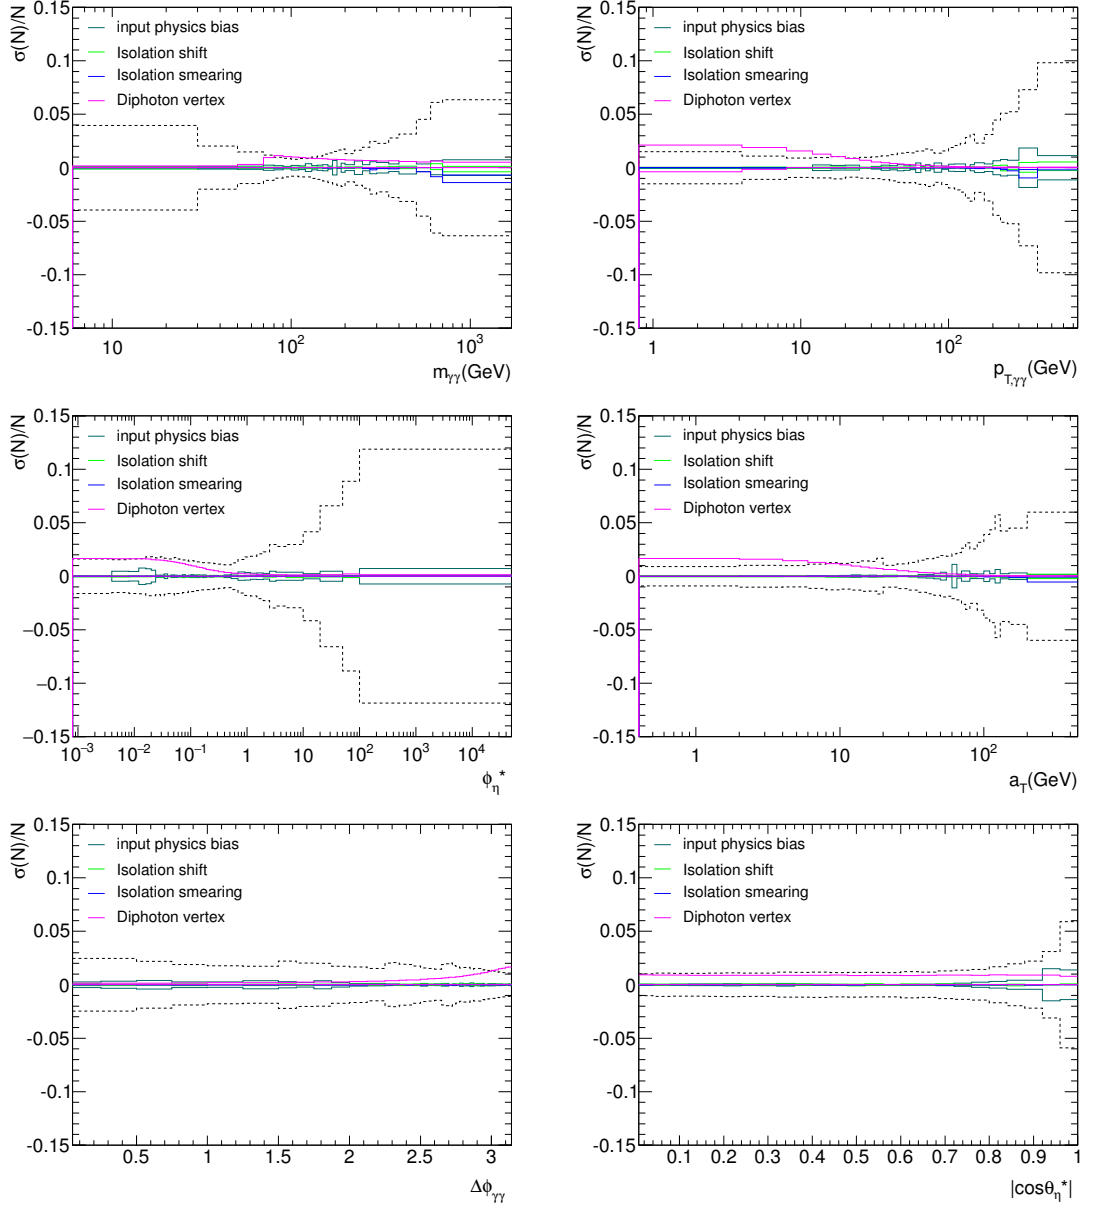 σ(N)/N
input physics bias
Isolation shift
Isolation smearing
Diphoton vertex
0.15
0.1
0.05
0
-0.05
-0.1
-0.15
10
10²
10³
m_γγ(GeV)
σ(N)/N
input physics bias
Isolation shift
Isolation smearing
Diphoton vertex
0.15
0.1
0.05
0
-0.05
-0.1
-0.15
1
10
10²
p_T,γγ(GeV)
σ(N)/N
input physics bias
Isolation shift
Isolation smearing
Diphoton vertex
0.15
0.1
0.05
0
−0.05
−0.1
−0.15
10⁻³ 10⁻² 10⁻¹ 1 10 10² 10³ 10⁴
ϕ_η*
σ(N)/N
input physics bias
Isolation shift
Isolation smearing
Diphoton vertex
0.15
0.1
0.05
0
-0.05
-0.1
-0.15
1
10
10²
a_T(GeV)
σ(N)/N
input physics bias
Isolation shift
Isolation smearing
Diphoton vertex
0.15
0.1
0.05
0
-0.05
-0.1
-0.15
0.5 1 1.5 2 2.5 3
Δϕ_γγ
σ(N)/N
input physics bias
Isolation shift
Isolation smearing
Diphoton vertex
0.15
0.1
0.05
0
-0.05
-0.1
-0.15
0.1 0.2 0.3 0.4 0.5 0.6 0.7 0.8 0.9 1
|cosθ_η*|